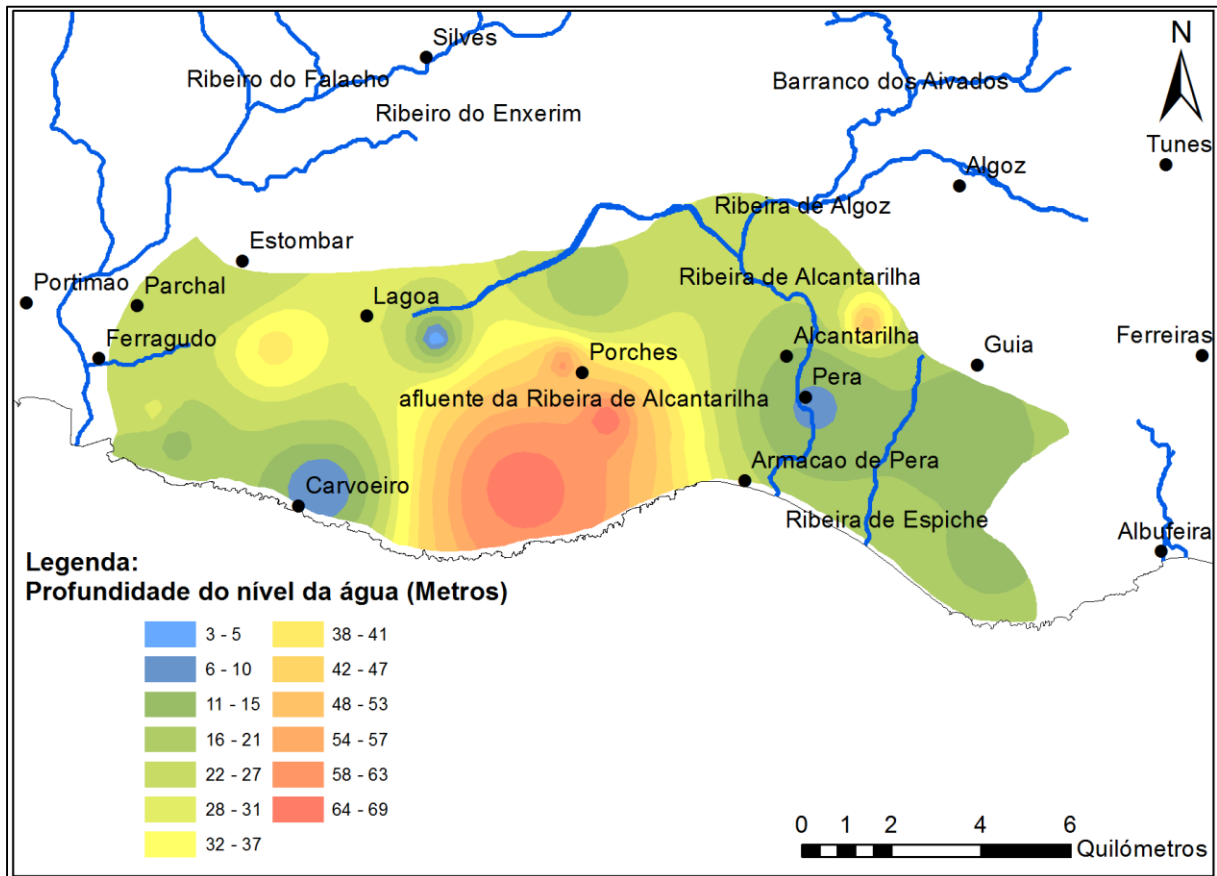 Silves
N
Ribeiro do Falacho
Barranco dos Aivados
Ribeiro do Enxerim
Tunes
Algoz
Ribeira de Algoz
Estombar
Ribeira de Alcantarilha
Portimao
Parchal
Lagoa
Ferragudo
Alcantarilha
Guia
Ferreiras
Porches
Pera
afluente da Ribeira de Alcantarilha
Armacao de Pera
Carvoeiro
Ribeira de Espiche
Albufeira
Legenda:
Profundidade do nível da água (Metros)
3 - 5
6 - 10
11 - 15
16 - 21
22 - 27
28 - 31
32 - 37
38 - 41
42 - 47
48 - 53
54 - 57
58 - 63
64 - 69
0 1 2 4 6
Quilómetros